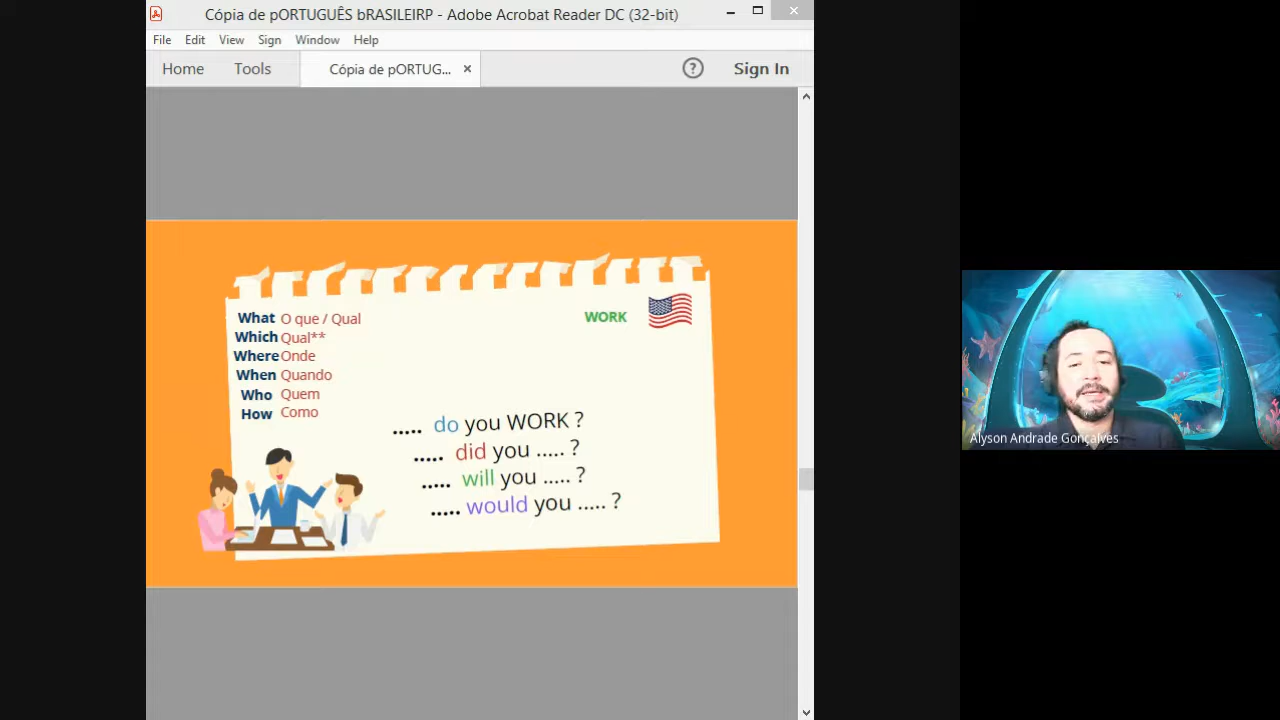 Cópia de pORTUGUÊS bRASILEIRP - Adobe Acrobat Reader DC (32-bit)
File Edit View Sign Window Help
Home Tools Cópia de pORTUG... × ? Sign In
What O que / Qual
Which Qual**
Where Onde
When Quando
Who Quem
How Como
WORK
..... do you WORK ?
..... did you ..... ?
..... will you ..... ?
..... would you ..... ?
Alyson Andrade Gonçalves